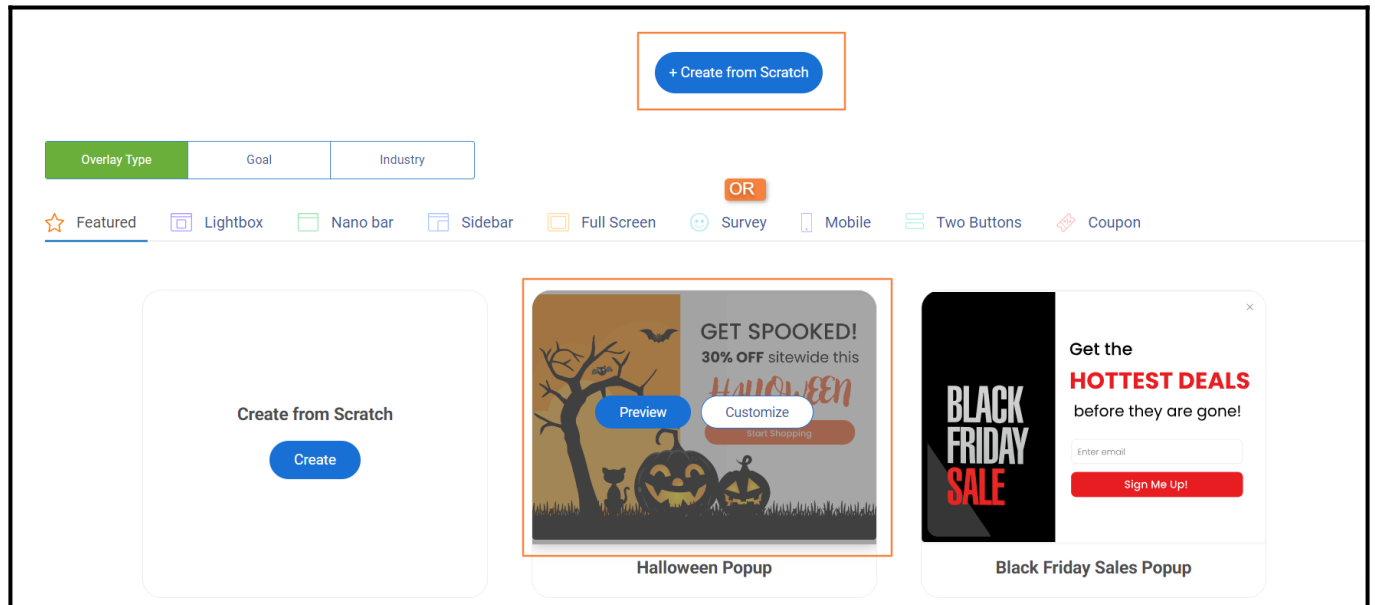 + Create from Scratch
Overlay Type
Goal
Industry
OR
Featured
Lightbox
Nano bar
Sidebar
Full Screen
Survey
Mobile
Two Buttons
Coupon
Create from Scratch
Create
GET SPOOKED!
30% OFF sitewide this
HALLOWEEN
Preview
Customize
Start Shopping
Halloween Popup
BLACK
FRIDAY
SALE
×
Get the
HOTTEST DEALS
before they are gone!
Enter email
Sign Me Up!
Black Friday Sales Popup